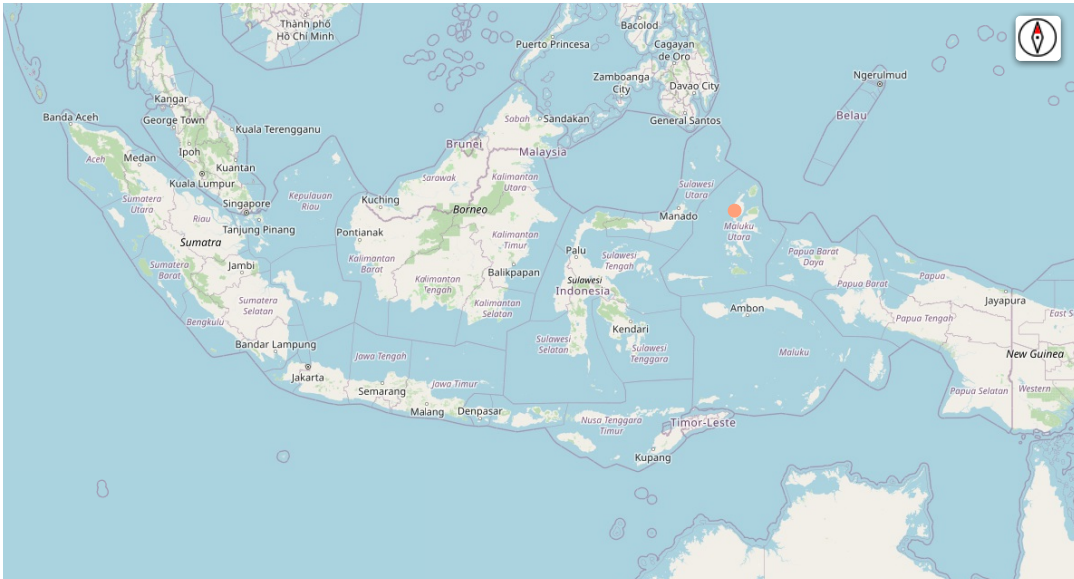 Thành phố
Hồ Chí Minh
Bacolod
Puerto Princesa
Cagayan
de Oro
Zamboanga
City
Davao City
General Santos
Ngerulmud
Belau
Kangar
Banda Aceh
George Town
Kuala Terengganu
Ipoh
Aceh
Medan
Kuantan
Kuala Lumpur
Sabah
Sandakan
Brunei
Malaysia
Sarawak
Kalimantan
Utara
Sumatera
Utara
Singapore
Kepulauan
Riau
Kuching
Borneo
Sulawesi
Utara
Manado
Riau
Tanjung Pinang
Pontianak
Maluku
Utara
Sumatra
Kalimantan
Timur
Palu
Sulawesi
Tengah
Papua Barat
Daya
Sumatera
Barat
Jambi
Kalimantan
Barat
Balikpapan
Sulawesi
Indonesia
Kalimantan
Tengah
Papua Barat
Papua
Jayapura
Sumatera
Selatan
Kalimantan
Selatan
Ambon
Papua Tengah
East S
Bengkulu
Kendari
Bandar Lampung
Sulawesi
Selatan
Sulawesi
Tenggara
Maluku
New Guinea
Jawa Tengah
Jakarta
Semarang
Jawa Timur
Papua Selatan
Western
Malang
Denpasar
Nusa Tenggara
Timur
Timor-Leste
Kupang